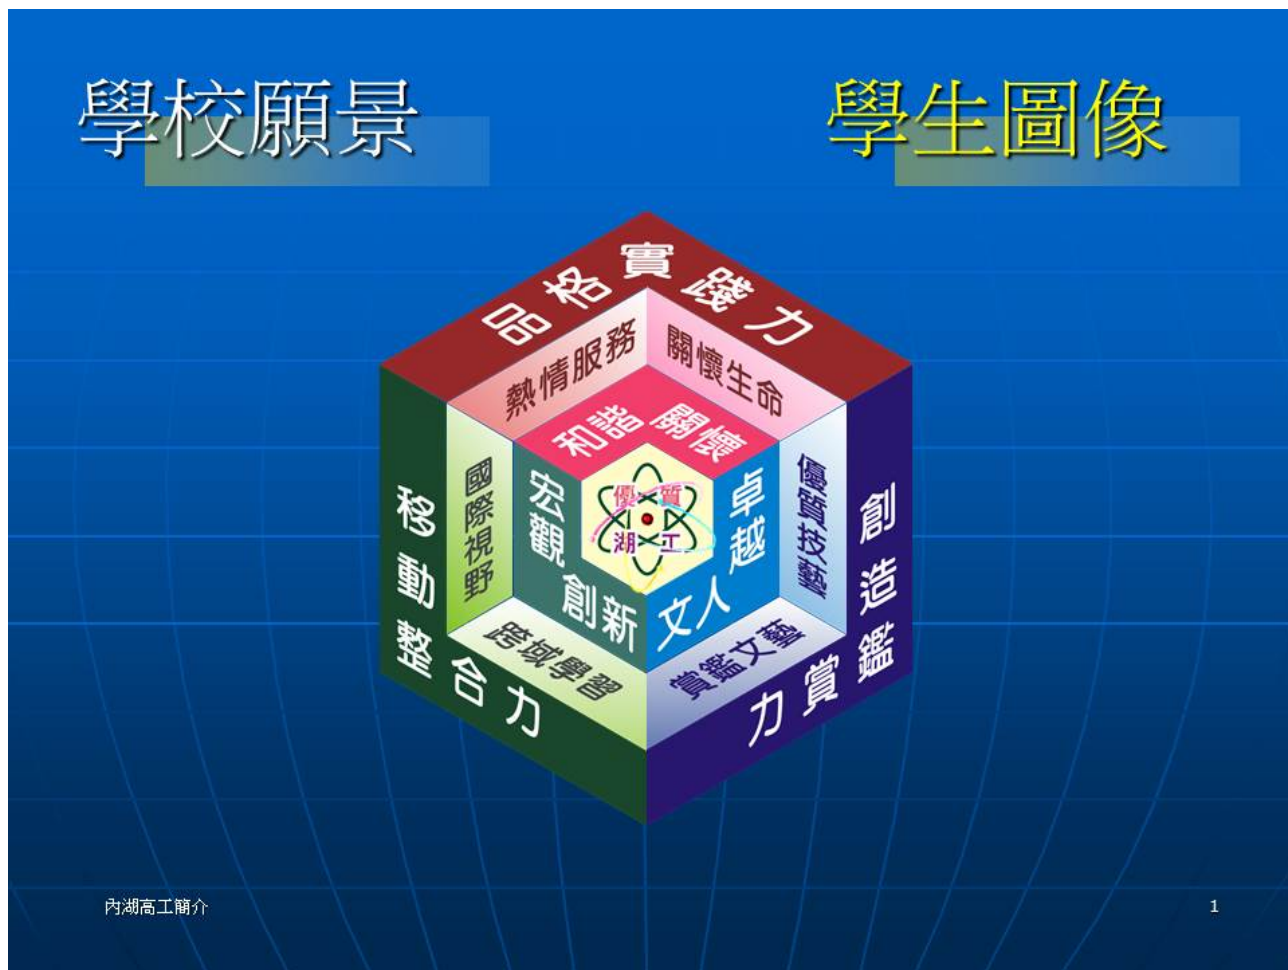 學校願景
學生圖像
品格實踐力
熱情服務
關懷生命
和諧
關懷
國際視野
宏觀
優質
湖工
卓越
優質技藝
移動整合力
創新
文人
創造賞鑑力
跨域學習
賞鑑文藝
內湖高工簡介
1